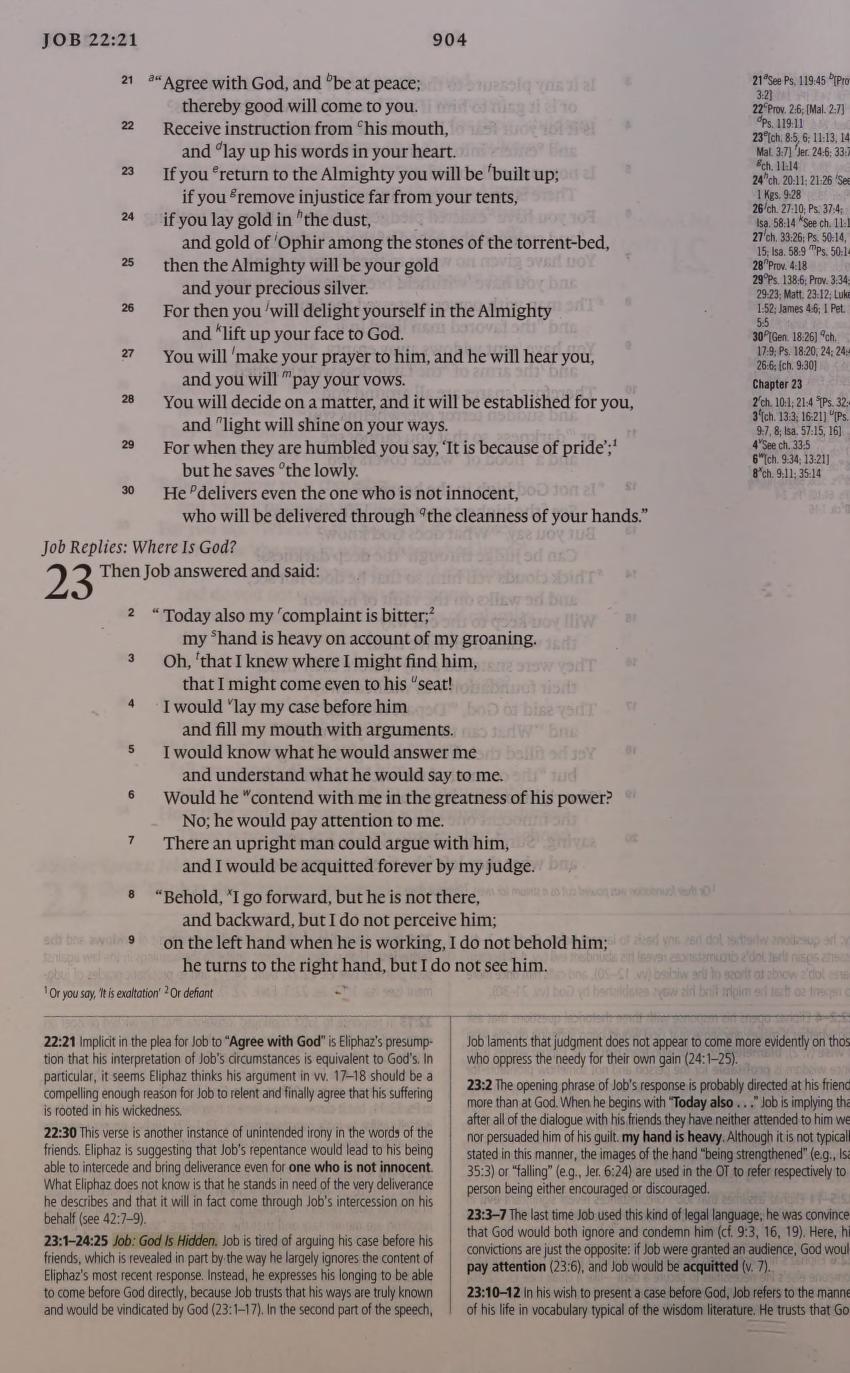 JOB 22:21
904
21 a“Agree with God, and bbe at peace;
thereby good will come to you.
22 Receive instruction from chis mouth,
and dlay up his words in your heart.
23 If you ereturn to the Almighty you will be fbuilt up;
if you gremove injustice far from your tents,
24 if you lay gold in hthe dust,
and gold of iOphir among the stones of the torrent-bed,
25 then the Almighty will be your gold
and your precious silver.
26 For then you jwill delight yourself in the Almighty
and klift up your face to God.
27 You will lmake your prayer to him, and he will hear you,
and you will mpay your vows.
28 You will decide on a matter, and it will be established for you,
and nlight will shine on your ways.
29 For when they are humbled you say, ‘It is because of pride’;1
but he saves othe lowly.
30 He pdelivers even the one who is not innocent,
who will be delivered through qthe cleanness of your hands.”
Job Replies: Where Is God?
23 Then Job answered and said:
2 “Today also my rcomplaint is bitter;2
my shand is heavy on account of my groaning.
3 Oh, tthat I knew where I might find him,
that I might come even to his useat!
4 I would vlay my case before him
and fill my mouth with arguments.
5 I would know what he would answer me
and understand what he would say to me.
6 Would he wcontend with me in the greatness of his power?
No; he would pay attention to me.
7 There an upright man could argue with him,
and I would be acquitted forever by my judge.
8 “Behold, xI go forward, but he is not there,
and backward, but I do not perceive him;
9 on the left hand when he is working, I do not behold him;
he turns to the right hand, but I do not see him.
1 Or you say, ‘It is exaltation’ 2 Or defiant
21 aSee Ps. 119:45 b[Pro
3:2]
22 cProv. 2:6; [Mal. 2:7]
dPs. 119:11
23 e[ch. 8:5, 6; 11:13, 14
Mal. 3:7] fJer. 24:6; 33:7
gch. 11:14
24 hch. 20:11; 21:26 iSee
1 Kgs. 9:28
26 jch. 27:10; Ps. 37:4;
Isa. 58:14 kSee ch. 11:1
27 lch. 33:26; Ps. 50:14,
15; Isa. 58:9 mPs. 50:14
28 nProv. 4:18
29 oPs. 138:6; Prov. 3:34;
29:23; Matt. 23:12; Luke
1:52; James 4:6; 1 Pet.
5:5
30 p[Gen. 18:26] qch.
17:9; Ps. 18:20, 24; 24:
26:6; [ch. 9:30]
Chapter 23
2 rch. 10:1; 21:4 s[Ps. 32:
3 t[ch. 13:3; 16:21] u[Ps.
9:7, 8; Isa. 57:15, 16]
4 vSee ch. 33:5
6 w[ch. 9:34; 13:21]
8 xch. 9:11; 35:14
22:21 Implicit in the plea for Job to “Agree with God” is Eliphaz’s presump-
tion that his interpretation of Job’s circumstances is equivalent to God’s. In
particular, it seems Eliphaz thinks his argument in vv. 17–18 should be a
compelling enough reason for Job to relent and finally agree that his suffering
is rooted in his wickedness.
22:30 This verse is another instance of unintended irony in the words of the
friends. Eliphaz is suggesting that Job’s repentance would lead to his being
able to intercede and bring deliverance even for one who is not innocent.
What Eliphaz does not know is that he stands in need of the very deliverance
he describes and that it will in fact come through Job’s intercession on his
behalf (see 42:7–9).
23:1–24:25 Job: God Is Hidden. Job is tired of arguing his case before his
friends, which is revealed in part by the way he largely ignores the content of
Eliphaz’s most recent response. Instead, he expresses his longing to be able
to come before God directly, because Job trusts that his ways are truly known
and would be vindicated by God (23:1–17). In the second part of the speech,
Job laments that judgment does not appear to come more evidently on thos
who oppress the needy for their own gain (24:1–25).
23:2 The opening phrase of Job’s response is probably directed at his friend
more than at God. When he begins with “Today also . . .” Job is implying tha
after all of the dialogue with his friends they have neither attended to him we
nor persuaded him of his guilt. my hand is heavy. Although it is not typicall
stated in this manner, the images of the hand “being strengthened” (e.g., Isa
35:3) or “falling” (e.g., Jer. 6:24) are used in the OT to refer respectively to
person being either encouraged or discouraged.
23:3–7 The last time Job used this kind of legal language, he was convince
that God would both ignore and condemn him (cf. 9:3, 16, 19). Here, hi
convictions are just the opposite: if Job were granted an audience, God woul
pay attention (23:6), and Job would be acquitted (v. 7).
23:10–12 In his wish to present a case before God, Job refers to the manne
of his life in vocabulary typical of the wisdom literature. He trusts that Go